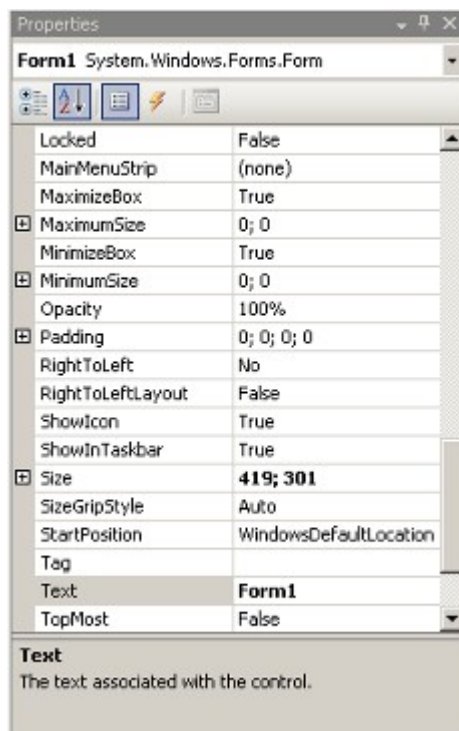 Properties
Form1 System.Windows.Forms.Form
Locked False
MainMenuStrip (none)
MaximizeBox True
MaximumSize 0; 0
MinimizeBox True
MinimumSize 0; 0
Opacity 100%
Padding 0; 0; 0; 0
RightToLeft No
RightToLeftLayout False
ShowIcon True
ShowInTaskbar True
Size 419; 301
SizeGripStyle Auto
StartPosition WindowsDefaultLocation
Tag
Text Form1
TopMost False
Text
The text associated with the control.